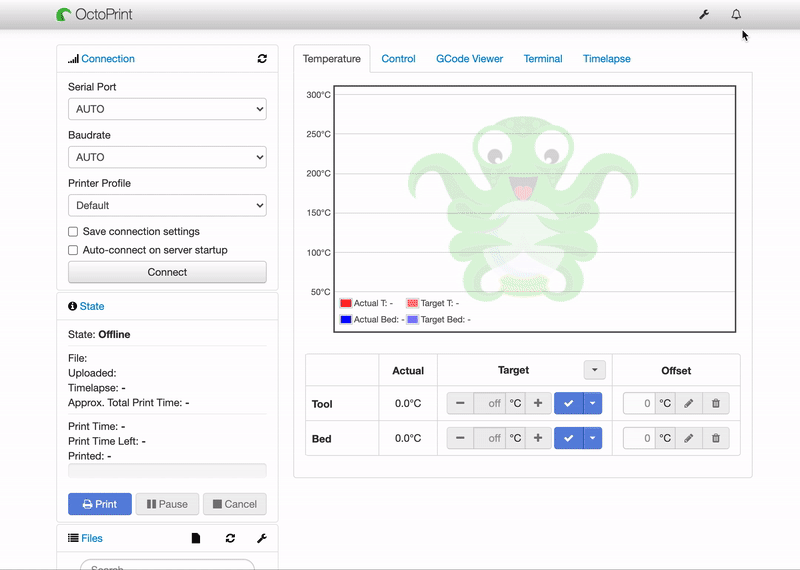 OctoPrint
Connection
Serial Port
AUTO
Baudrate
AUTO
Printer Profile
Default
Save connection settings
Auto-connect on server startup
Connect
State
State: Offline
File:
Uploaded:
Timelapse: -
Approx. Total Print Time: -
Print Time: -
Print Time Left: -
Printed: -
Print Pause Cancel
Files
Search...
Temperature Control GCode Viewer Terminal Timelapse
300°C
250°C
200°C
150°C
100°C
50°C
Actual T: - Target T: -
Actual Bed: - Target Bed: -
Actual Target Offset
Tool 0.0°C off °C 0 °C
Bed 0.0°C off °C 0 °C